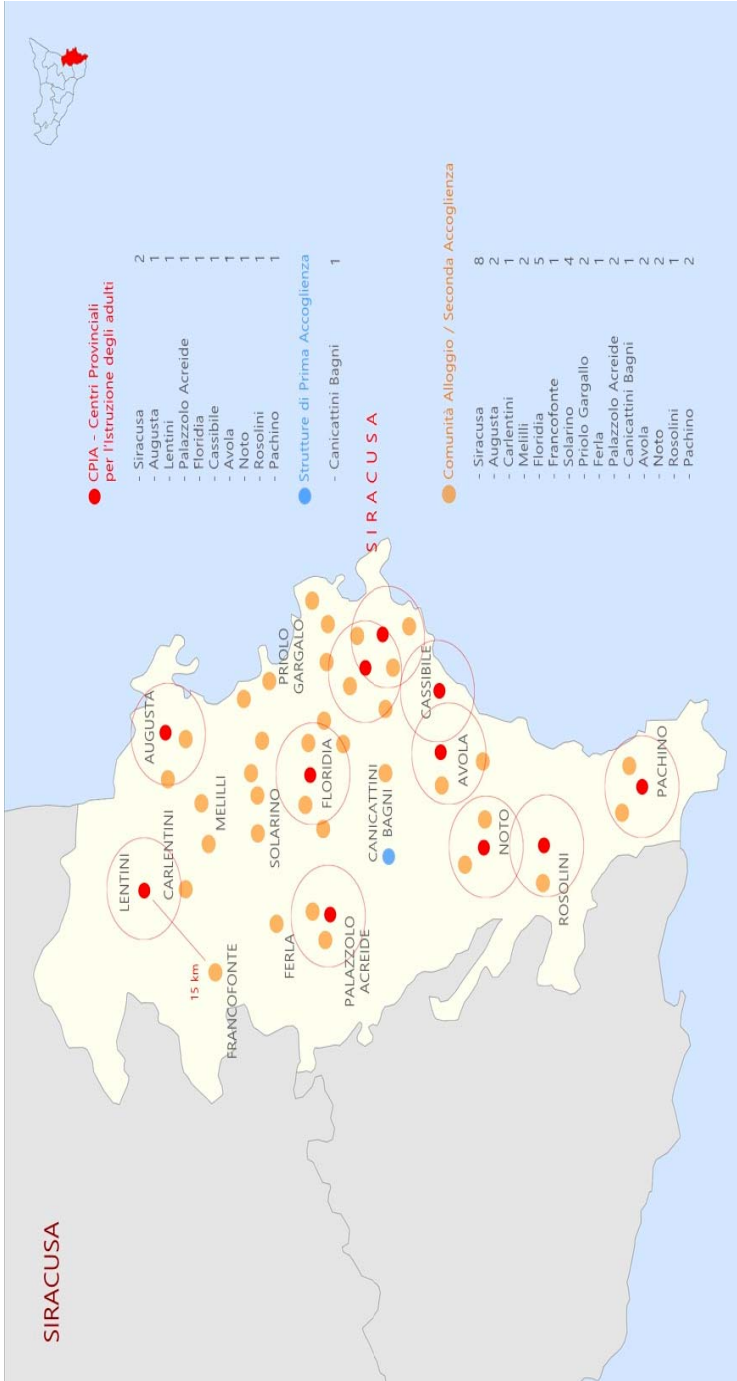 SIRACUSA
CPIA - Centri Provinciali
per l'Istruzione degli adulti
- Siracusa 2
- Augusta 1
- Lentini 1
- Palazzolo Acreide 1
- Floridia 1
- Cassibile 1
- Avola 1
- Noto 1
- Rosolini 1
- Pachino 1
Strutture di Prima Accoglienza
- Canicattini Bagni 1
SIRACUSA
Comunità Alloggio / Seconda Accoglienza
- Siracusa 8
- Augusta 2
- Carlentini 1
- Melilli 2
- Floridia 5
- Francofonte 1
- Solarino 4
- Priolo Gargallo 2
- Ferla 1
- Palazzolo Acreide 2
- Canicattini Bagni 1
- Avola 2
- Noto 2
- Rosolini 1
- Pachino 2
LENTINI
CARLENTINI
AUGUSTA
15 km
FRANCOFONTE
MELILLI
PRIOLO
GARGALO
SOLARINO
FERLA
FLORIDIA
PALAZZOLO
ACREIDE
CANICATTINI
BAGNI
CASSIBILE
AVOLA
NOTO
ROSOLINI
PACHINO